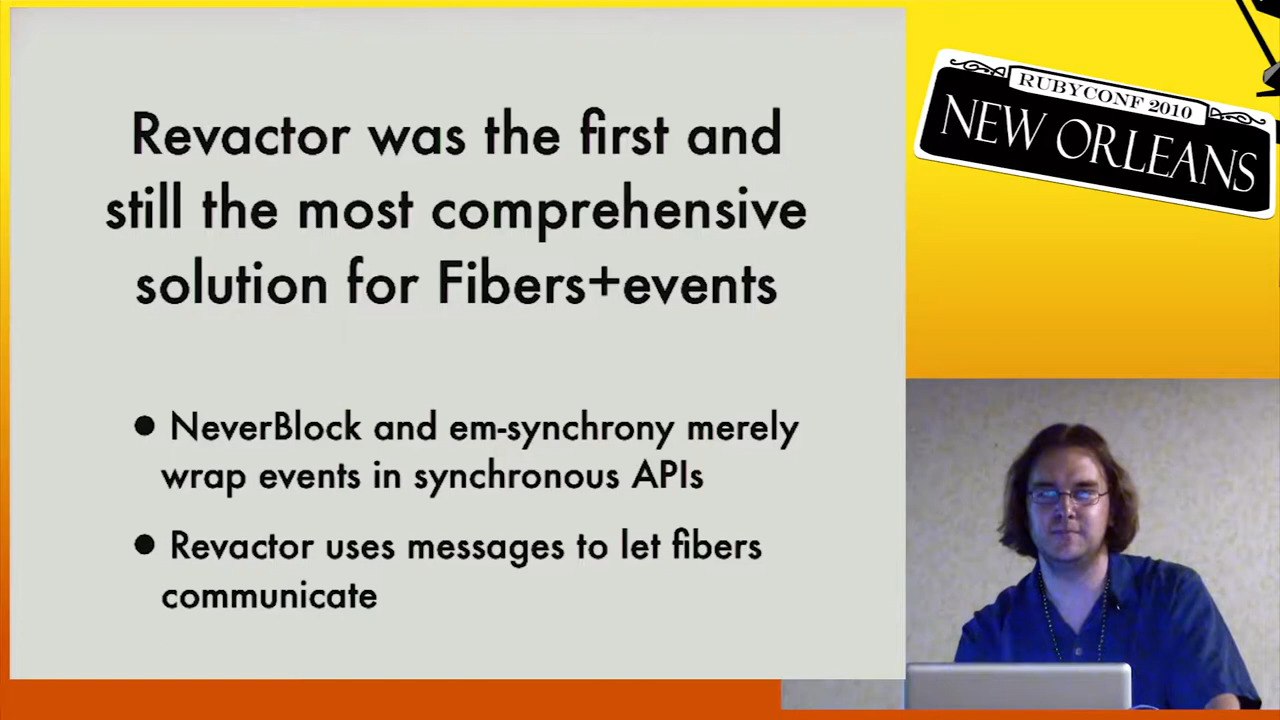 Revactor was the first and
still the most comprehensive
solution for Fibers+events
● NeverBlock and em-synchrony merely
wrap events in synchronous APIs
● Revactor uses messages to let fibers
communicate
RUBYCONF 2010
NEW ORLEANS